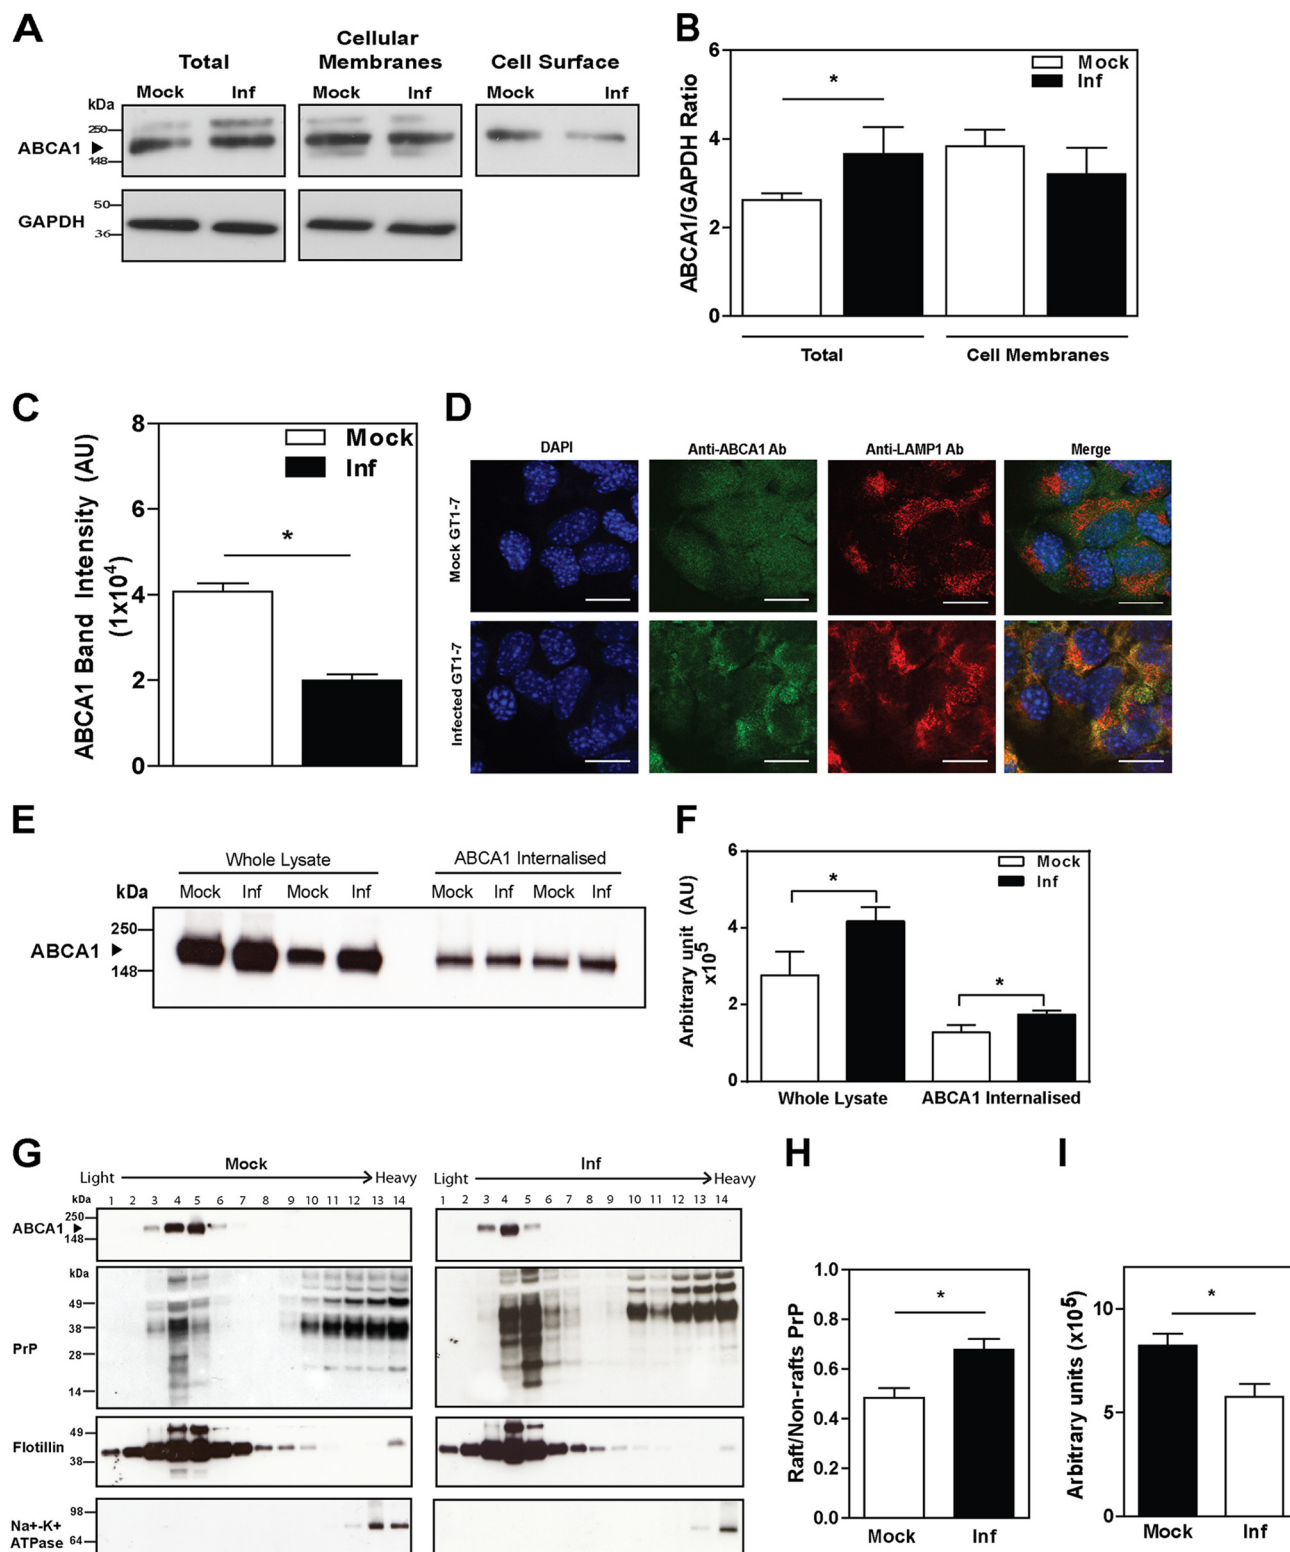 A
Total
Cellular
Membranes
Cell Surface
Mock Inf Mock Inf Mock Inf
kDa
250
ABCA1
148
50
GAPDH
36
B
ABCA1/GAPDH Ratio
6
4
2
0
Mock
Inf
*
Total Cell Membranes
C
ABCA1 Band Intensity (AU)
(1x10⁴)
8
6
4
2
0
Mock
Inf
*
D
DAPI Anti-ABCA1 Ab Anti-LAMP1 Ab Merge
Mock GT1-7
Infected GT1-7
E
Whole Lysate ABCA1 Internalised
kDa Mock Inf Mock Inf Mock Inf Mock Inf
250
ABCA1
148
F
Arbitrary unit (AU)
x10⁵
6
4
2
0
Mock
Inf
* *
Whole Lysate ABCA1 Internalised
G
Mock
Light Heavy
kDa 1 2 3 4 5 6 7 8 9 10 11 12 13 14
Inf
Light Heavy
1 2 3 4 5 6 7 8 9 10 11 12 13 14
250
ABCA1
148
kDa
49
38
PrP
28
14
49
Flotillin
38
98
Na+-K+
ATPase
64
H
Raft/Non-rafts PrP
1.0
0.8
0.6
0.4
0.2
0.0
*
Mock Inf
I
Arbitrary units (x10⁵)
10
5
0
*
Mock Inf